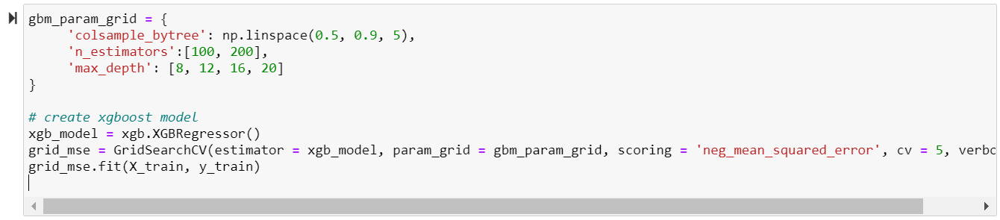 gbm_param_grid = {
     'colsample_bytree': np.linspace(0.5, 0.9, 5),
     'n_estimators':[100, 200],
     'max_depth': [8, 12, 16, 20]
}

# create xgboost model
xgb_model = xgb.XGBRegressor()
grid_mse = GridSearchCV(estimator = xgb_model, param_grid = gbm_param_grid, scoring = 'neg_mean_squared_error', cv = 5, verbo
grid_mse.fit(X_train, y_train)